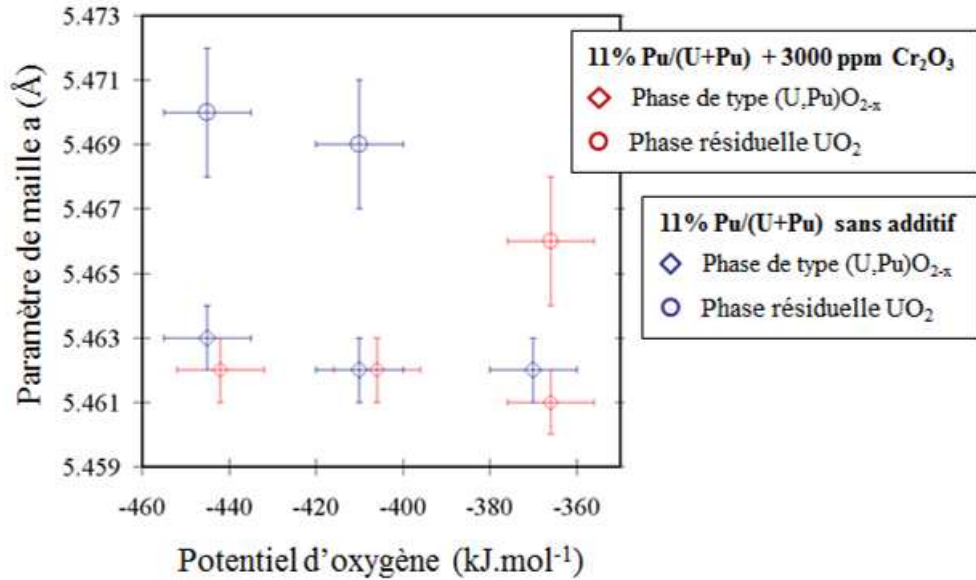 5.473
5.471
5.469
5.467
5.465
5.463
5.461
5.459
Paramètre de maille a (Å)
-460
-440
-420
-400
-380
-360
Potentiel d’oxygène (kJ.mol⁻¹)
11% Pu/(U+Pu) + 3000 ppm Cr₂O₃
Phase de type (U,Pu)O₂₋ₓ
Phase résiduelle UO₂
11% Pu/(U+Pu) sans additif
Phase de type (U,Pu)O₂₋ₓ
Phase résiduelle UO₂